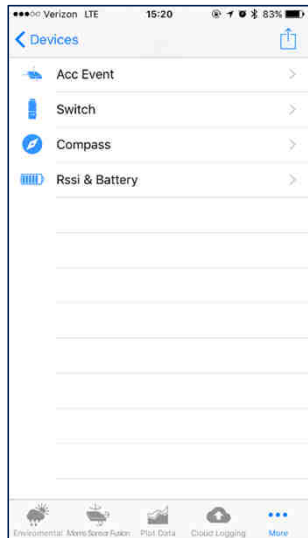 Verizon LTE 15:20 83%
Devices
Acc Event
Switch
Compass
Rssi & Battery
Enviromental Mems Sensor Fusion Plot Data Cloud Logging More